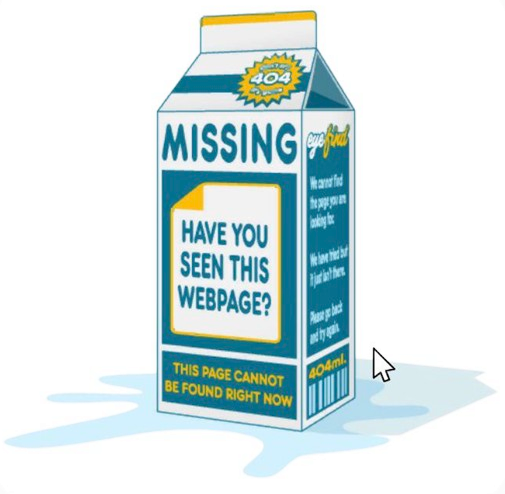 404
MISSING
HAVE YOU
SEEN THIS
WEBPAGE?
THIS PAGE CANNOT
BE FOUND RIGHT NOW
eyefind
We cannot find
the page you are
looking for.
We have tried but
it just isn't there.
Please go back
and try again.
404ml.